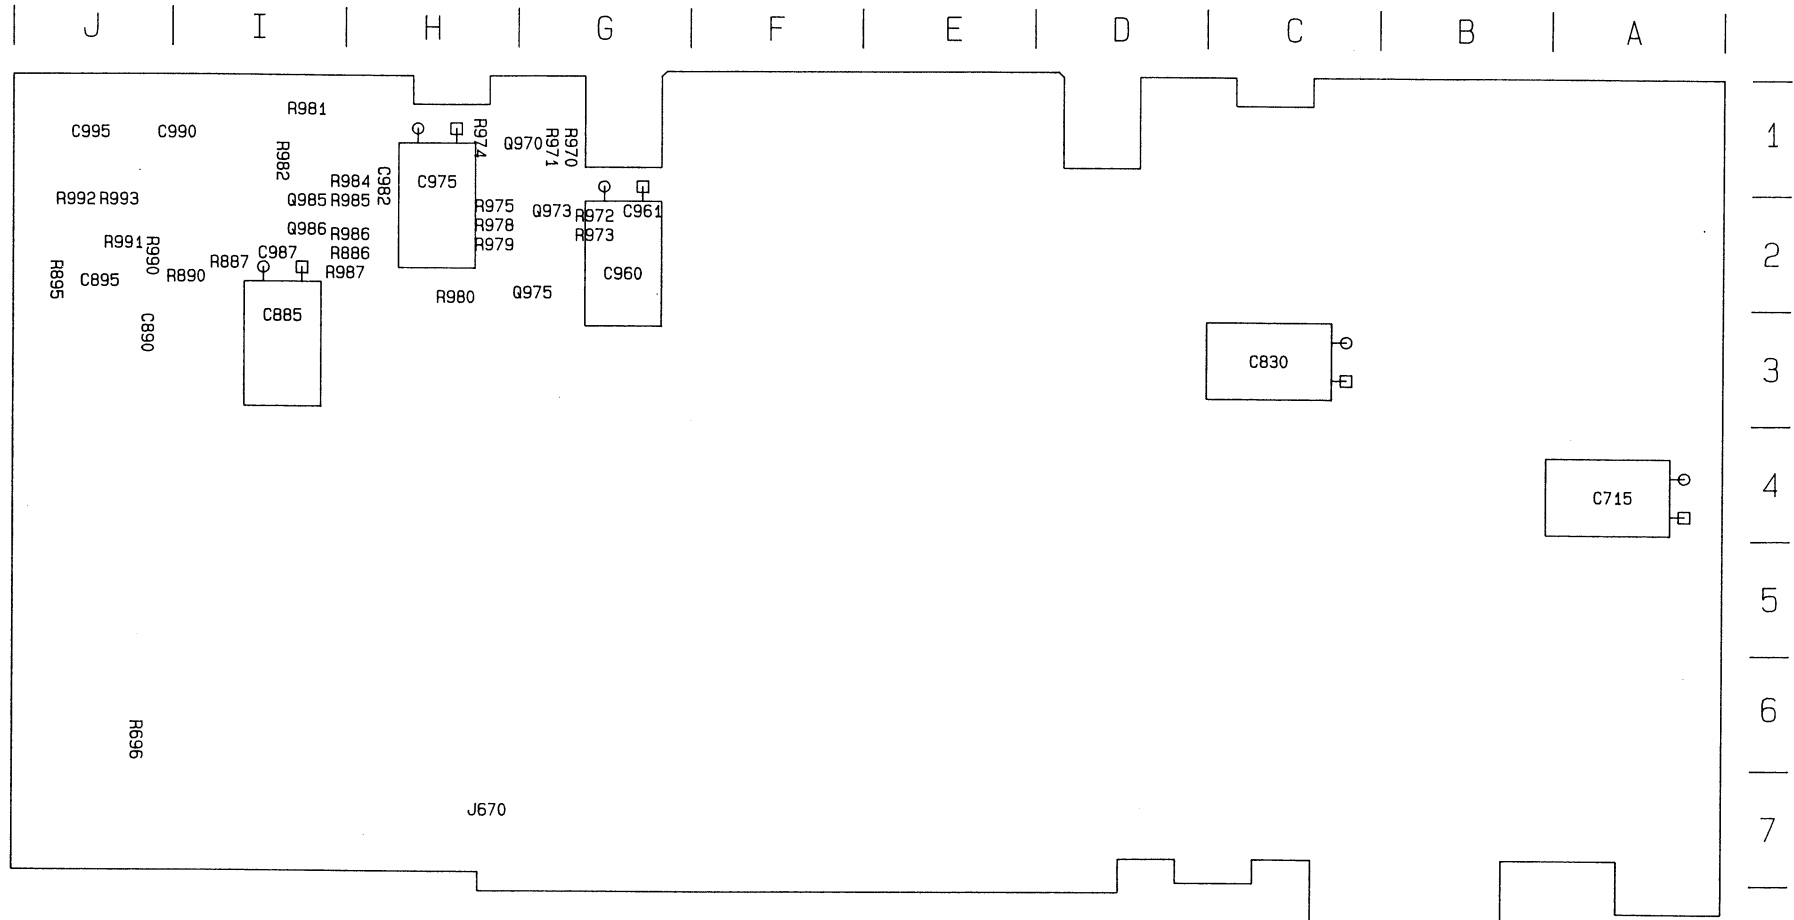 J I H G F E D C B A
R981
C995 C990 R974 Q970 R971 R970 1
R982
R984 C982 C975
R992 R993 Q985 R985 R975 Q973 R972 C961
Q986 R986 R978 R973
R991 R990 C987 R886 R979
R887 2
R895 C895 R890 R987 C960
R980 Q975
C885
C890
C830 3
C715 4
5
R696 6
J670
7